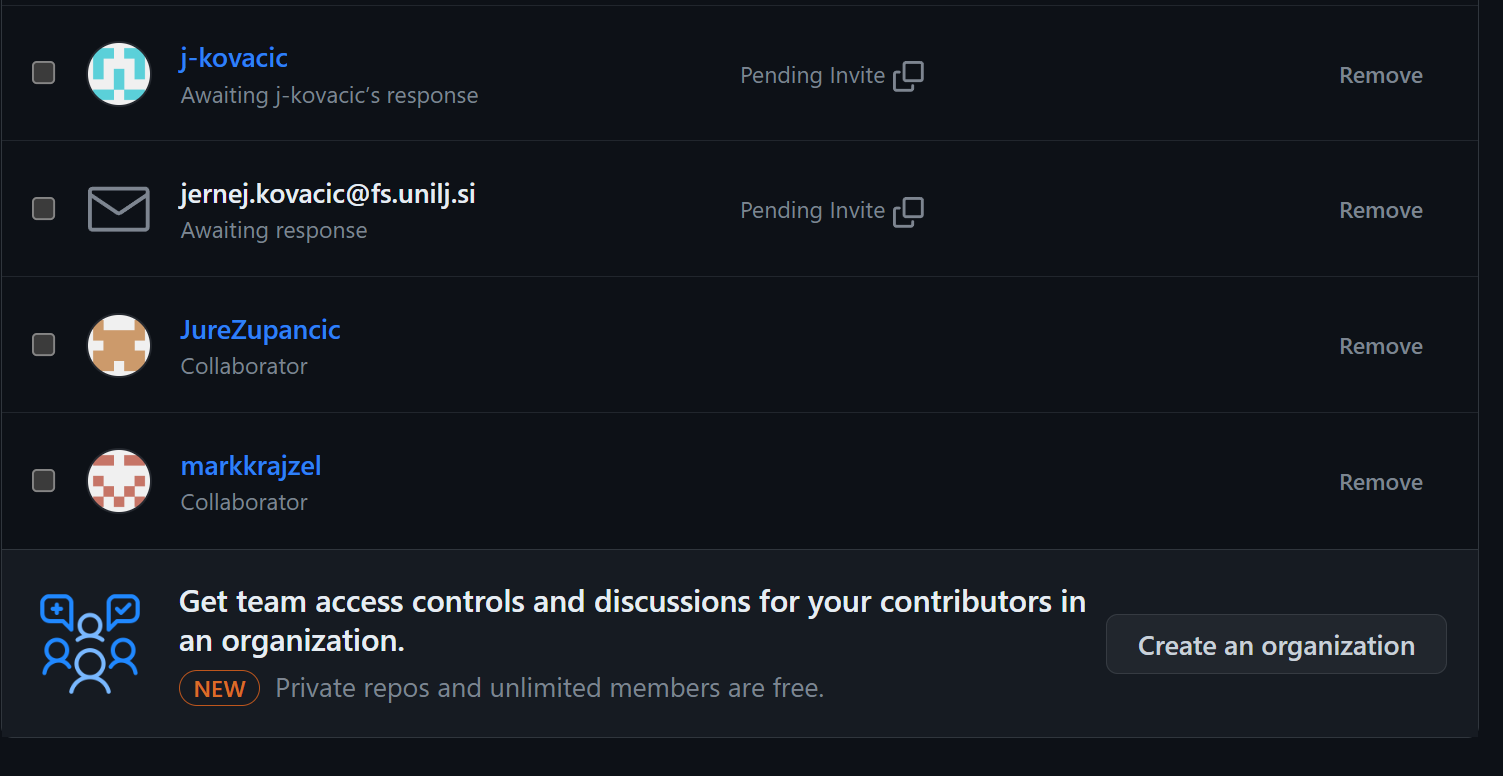 j-kovacic
Awaiting j-kovacic’s response
Pending Invite
Remove
jernej.kovacic@fs.unilj.si
Awaiting response
Pending Invite
Remove
JureZupancic
Collaborator
Remove
markkrajzel
Collaborator
Remove
Get team access controls and discussions for your contributors in
an organization.
NEW Private repos and unlimited members are free.
Create an organization